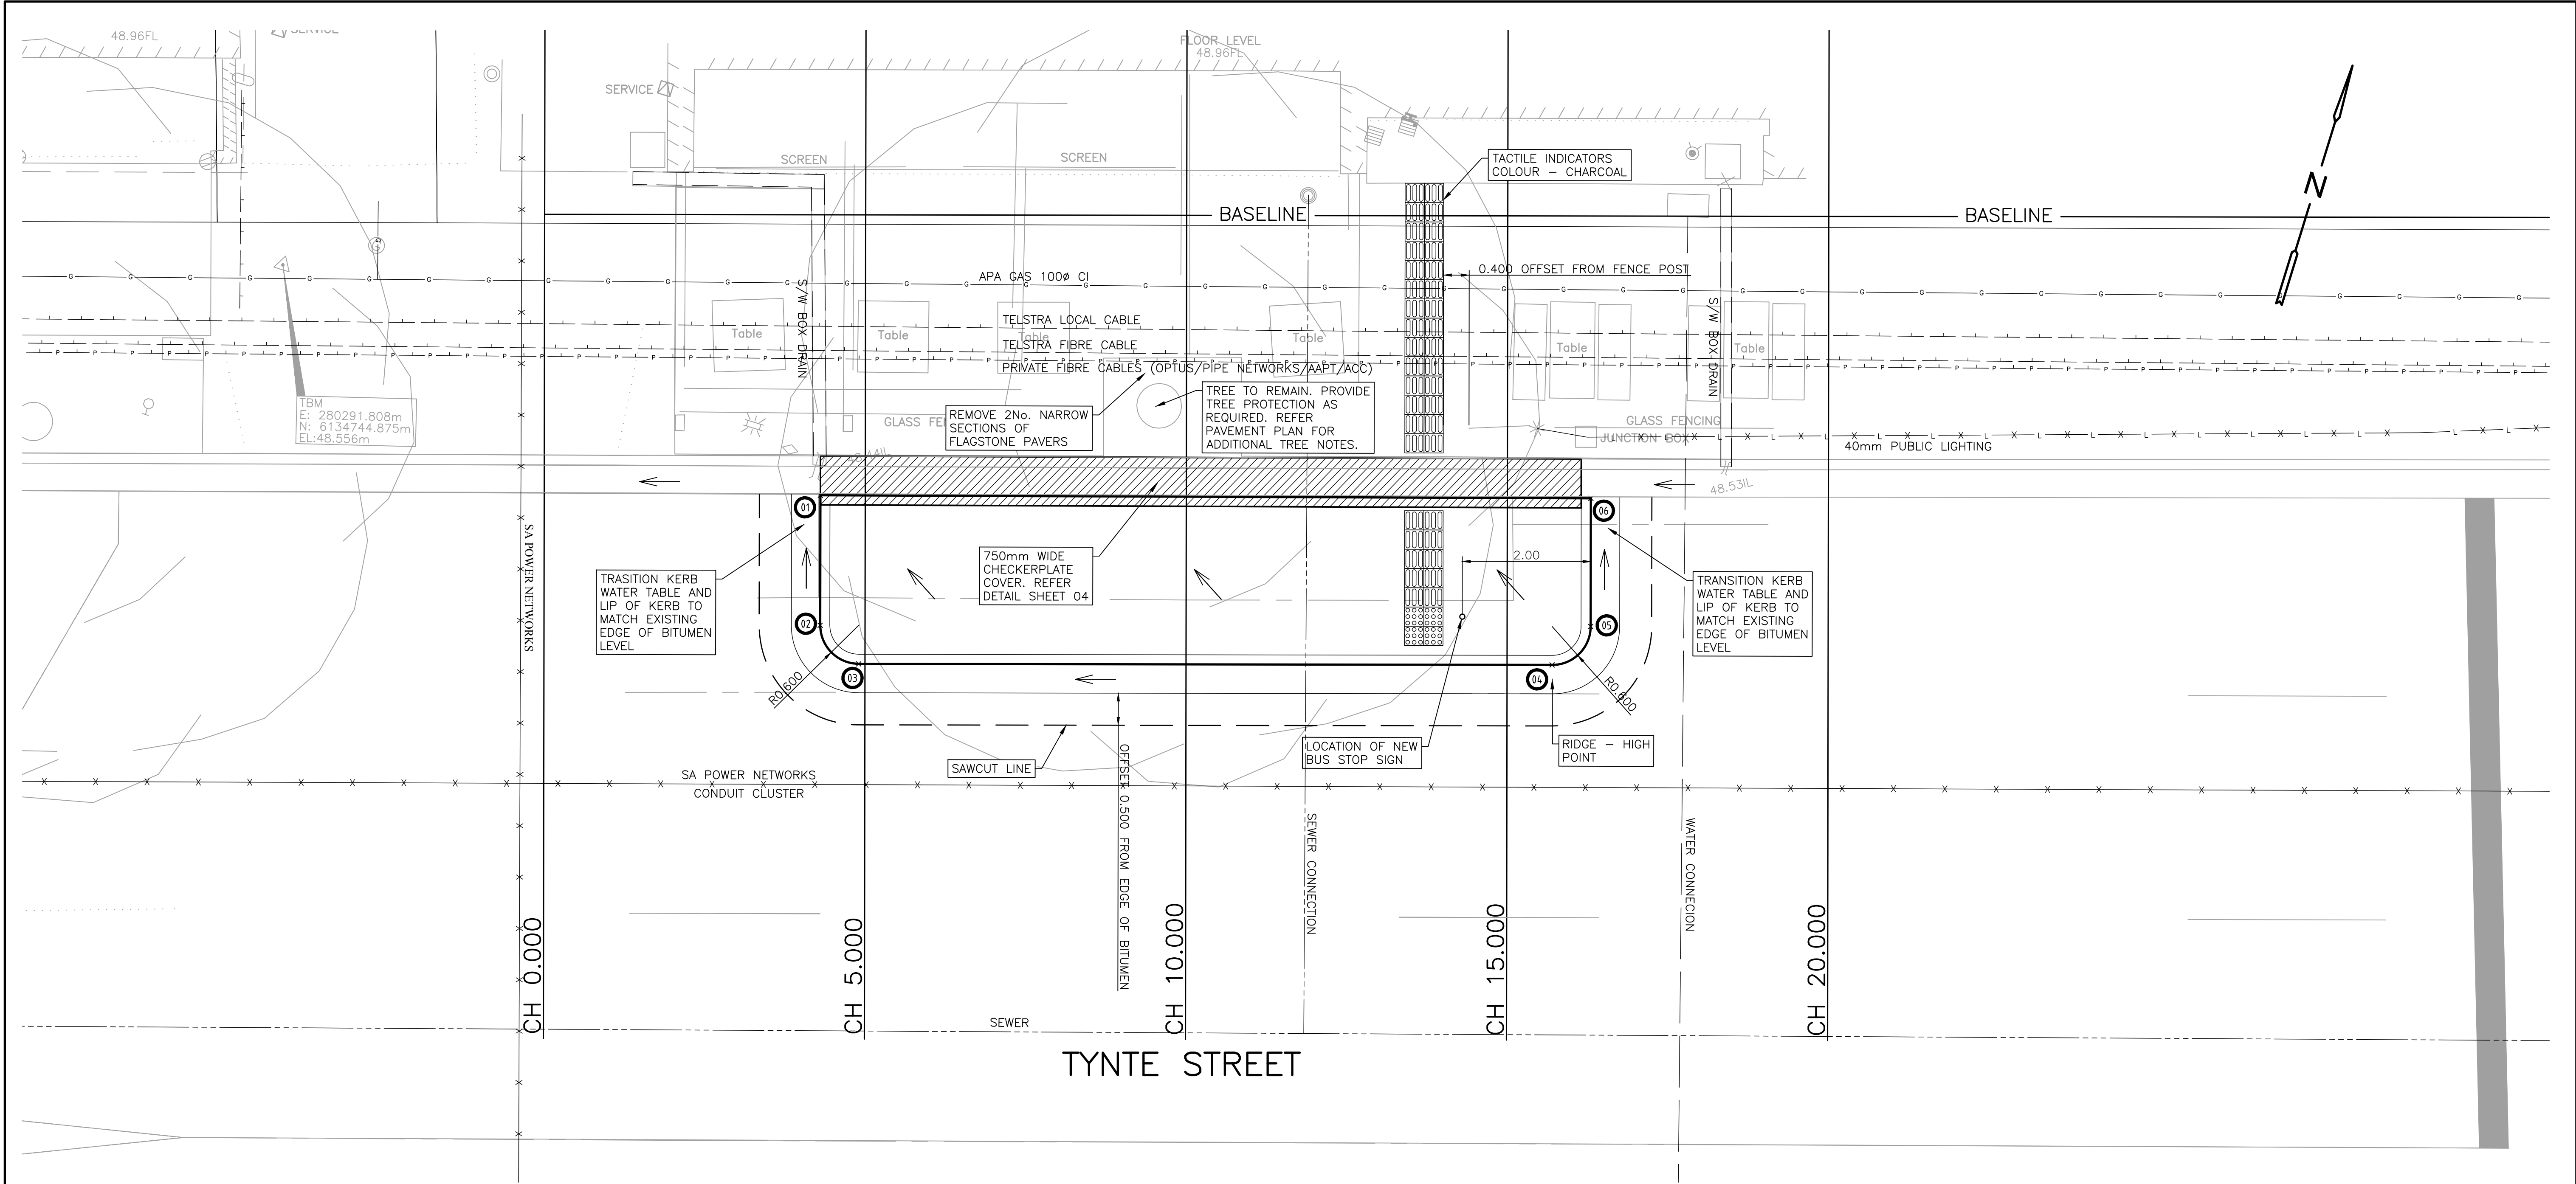 48.96FL
SERVICE
FLOOR LEVEL
48.96FL
SERVICE
SCREEN
SCREEN
TACTILE INDICATORS
COLOUR – CHARCOAL
N
BASELINE
BASELINE
APA GAS 100ø CI
0.400 OFFSET FROM FENCE POST
S/W BOX DRAIN
S/W BOX DRAIN
TELSTRA LOCAL CABLE
Table
Table
Table
Table
Table
Table
TELSTRA FIBRE CABLE
PRIVATE FIBRE CABLES (OPTUS/PIPE NETWORKS/AAPT/ACC)
TBM
E: 280291.808m
N: 6134744.875m
EL:48.556m
REMOVE 2No. NARROW
SECTIONS OF
FLAGSTONE PAVERS
TREE TO REMAIN. PROVIDE
TREE PROTECTION AS
REQUIRED. REFER
PAVEMENT PLAN FOR
ADDITIONAL TREE NOTES.
GLASS FE
GLASS FENCING
JUNCTION BOX
40mm PUBLIC LIGHTING
48.53IL
01
06
SA POWER NETWORKS
750mm WIDE
CHECKERPLATE
COVER. REFER
DETAIL SHEET 04
2.00
TRASITION KERB
WATER TABLE AND
LIP OF KERB TO
MATCH EXISTING
EDGE OF BITUMEN
LEVEL
TRANSITION KERB
WATER TABLE AND
LIP OF KERB TO
MATCH EXISTING
EDGE OF BITUMEN
LEVEL
02
05
03
04
R0.600
R0.600
SAWCUT LINE
LOCATION OF NEW
BUS STOP SIGN
RIDGE – HIGH
POINT
SA POWER NETWORKS
CONDUIT CLUSTER
OFFSET 0.500 FROM EDGE OF BITUMEN
SEWER CONNECTION
WATER CONNECION
CH 0.000
CH 5.000
CH 10.000
CH 15.000
CH 20.000
SEWER
TYNTE STREET